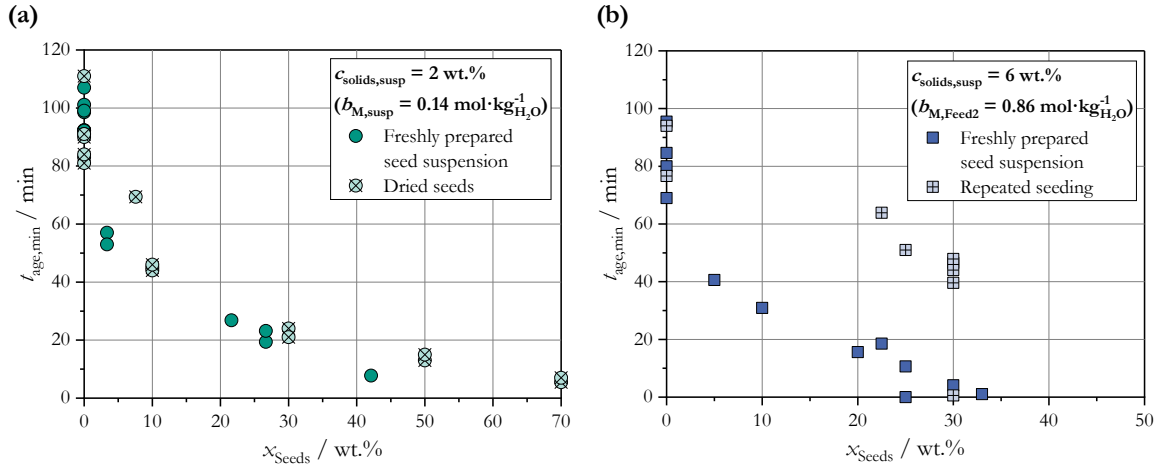 (a)
120
100
80
60
40
20
0
t_age,min / min
0 10 20 30 40 50 60 70
x_Seeds / wt.%
c_solids,susp = 2 wt.%
(b_M,susp = 0.14 mol·kg⁻¹_H₂O)
Freshly prepared
seed suspension
Dried seeds
(b)
120
100
80
60
40
20
0
t_age,min / min
0 10 20 30 40 50
x_Seeds / wt.%
c_solids,susp = 6 wt.%
(b_M,Feed2 = 0.86 mol·kg⁻¹_H₂O)
Freshly prepared
seed suspension
Repeated seeding